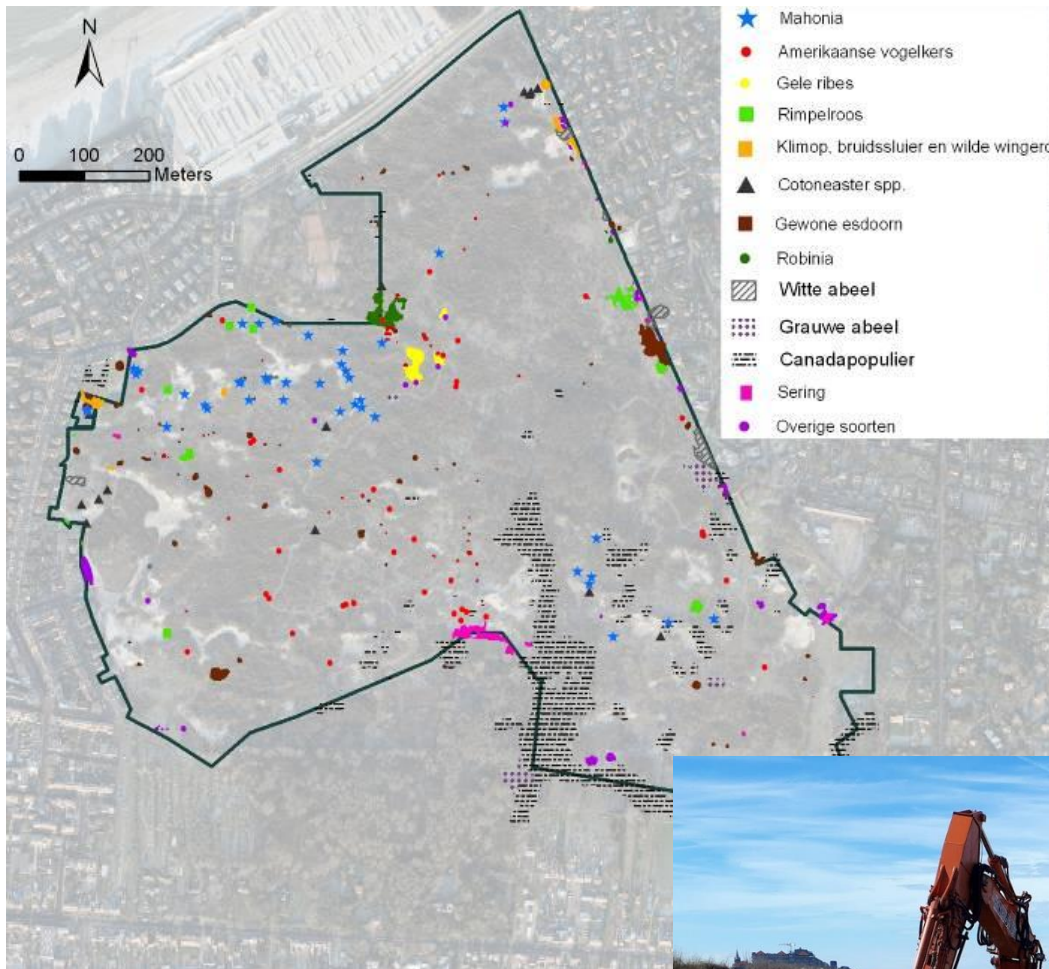 N
0 100 200
Meters
Mahonia
Amerikaanse vogelkers
Gele ribes
Rimpelroos
Klimop, bruidssluier en wilde wingerd
Cotoneaster spp.
Gewone esdoorn
Robinia
Witte abeel
Grauwe abeel
Canadapopulier
Sering
Overige soorten